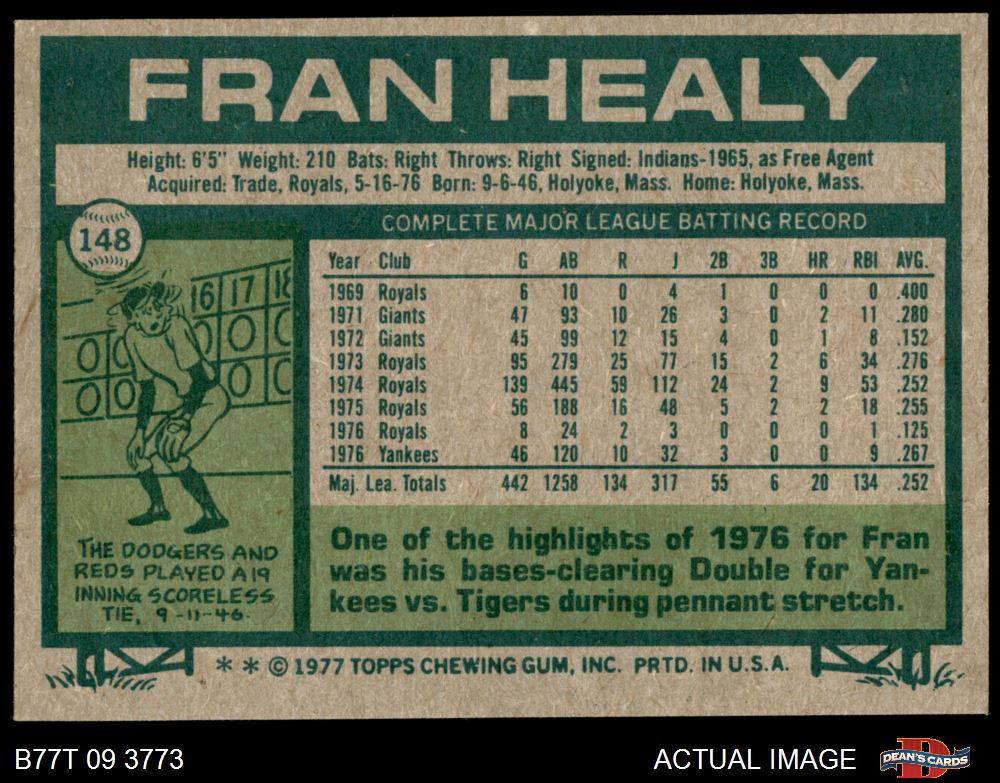 FRAN HEALY
Height: 6'5" Weight: 210 Bats: Right Throws: Right Signed: Indians-1965, as Free Agent
Acquired: Trade, Royals, 5-16-76 Born: 9-6-46, Holyoke, Mass. Home: Holyoke, Mass.
148
COMPLETE MAJOR LEAGUE BATTING RECORD
Year Club G AB R J 2B 3B HR RBI AVG.
1969 Royals 6 10 0 4 1 0 0 0 .400
1971 Giants 47 93 10 26 3 0 2 11 .280
1972 Giants 45 99 12 15 4 0 1 8 .152
1973 Royals 95 279 25 77 15 2 6 34 .276
1974 Royals 139 445 59 112 24 2 9 53 .252
1975 Royals 56 188 16 48 5 2 2 18 .255
1976 Royals 8 24 2 3 0 0 0 1 .125
1976 Yankees 46 120 10 32 3 0 0 9 .267
Maj. Lea. Totals 442 1258 134 317 55 6 20 134 .252
16 17 18
0 0 0 0
0 0 0 0
THE DODGERS AND
REDS PLAYED A 19
INNING SCORELESS
TIE, 9-11-46.
One of the highlights of 1976 for Fran
was his bases-clearing Double for Yan-
kees vs. Tigers during pennant stretch.
* * © 1977 TOPPS CHEWING GUM, INC. PRTD. IN U.S.A.
B77T 09 3773
ACTUAL IMAGE
D
DEAN'S CARDS